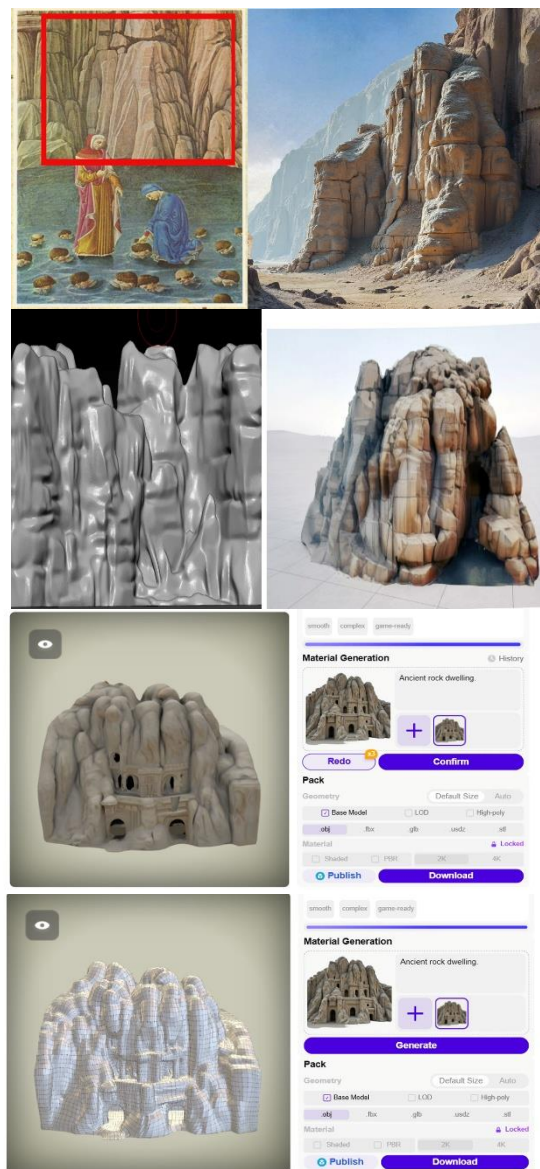 smooth complex game-ready
Material Generation History
Ancient rock dwelling.
Redo x3 Confirm
Pack
Geometry Default Size Auto
Base Model LOD High-poly
.obj .fbx .glb .usdz .stl
Material Locked
Shaded PBR 2K 4K
Publish Download
smooth complex game-ready
Material Generation
Ancient rock dwelling.
Generate
Pack
Geometry Default Size Auto
Base Model LOD High-poly
.obj .fbx .glb .usdz .stl
Material Locked
Shaded PBR 2K 4K
Publish Download